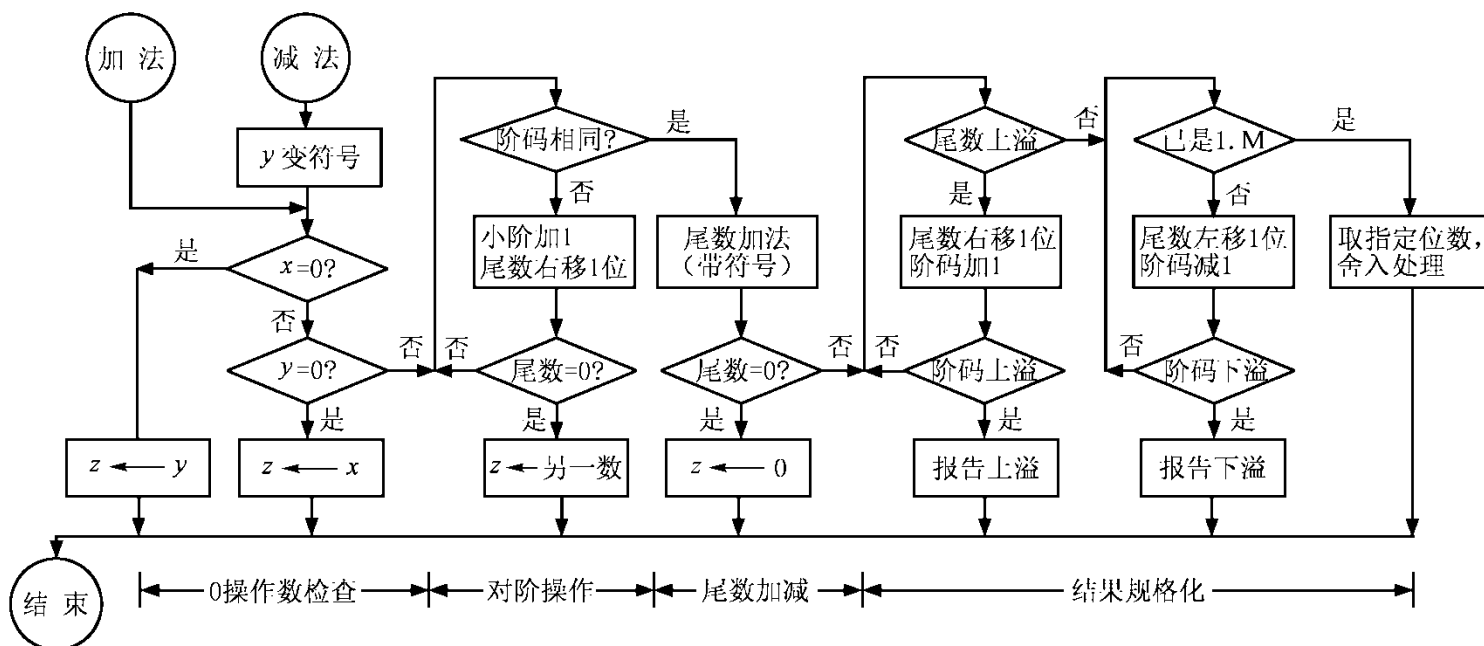 加法
减法
y变符号
x=0?
是
否
y=0?
否
是
z ← y
z ← x
阶码相同?
是
否
小阶加1
尾数右移1位
否
尾数=0?
是
z ← 另一数
尾数加法
(带符号)
尾数=0?
否
是
z ← 0
尾数上溢
否
是
尾数右移1位
阶码加1
否
阶码上溢
是
报告上溢
已是1.M
是
否
尾数左移1位
阶码减1
否
阶码下溢
是
报告下溢
取指定位数,
舍入处理
结束
0操作数检查
对阶操作
尾数加减
结果规格化